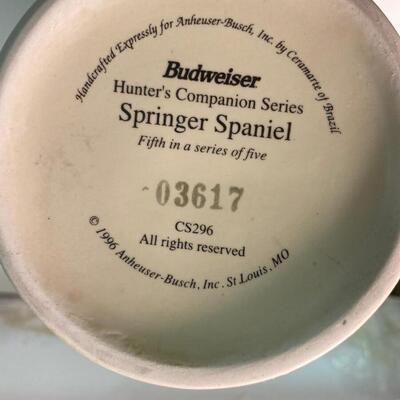 Handcrafted Expressly for Anheuser-Busch, Inc. by Ceramarte of Brazil
Budweiser
Hunter's Companion Series
Springer Spaniel
Fifth in a series of five
03617
CS296
All rights reserved
© 1996 Anheuser-Busch, Inc. St Louis, MO